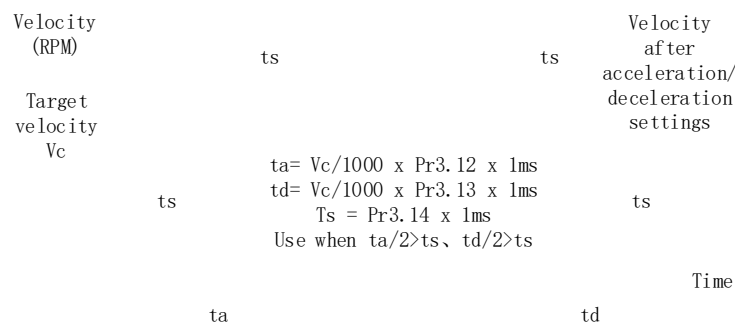 Velocity
(RPM)
Target
velocity
Vc
ts
ts
Velocity
after
acceleration/
deceleration
settings
ta= Vc/1000 x Pr3.12 x 1ms
td= Vc/1000 x Pr3.13 x 1ms
Ts = Pr3.14 x 1ms
Use when ta/2>ts、td/2>ts
ts
ts
Time
ta
td